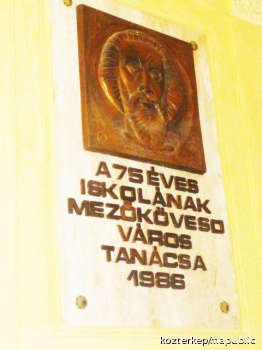 A 75 ÉVES
ISKOLÁNAK
MEZŐKÖVESD
VÁROS
TANÁCSA
1986
kozterkep/mapublic